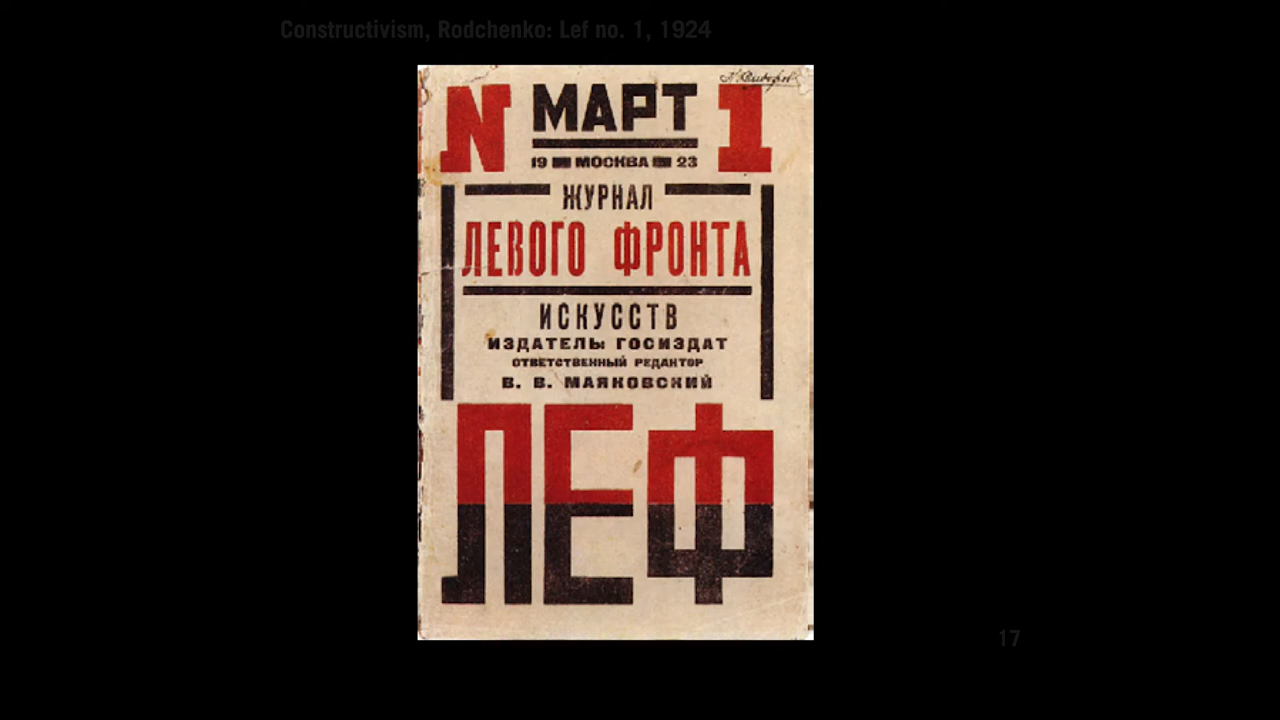 Constructivism, Rodchenko: Lef no. 1, 1924
N МАРТ 1
19 МОСКВА 23
ЖУРНАЛ
ЛЕВОГО ФРОНТА
ИСКУССТВ
ИЗДАТЕЛЬ ГОСИЗДАТ
ОТВЕТСТВЕННЫЙ РЕДАКТОР
В. В. МАЯКОВСКИЙ
ЛЕФ
17